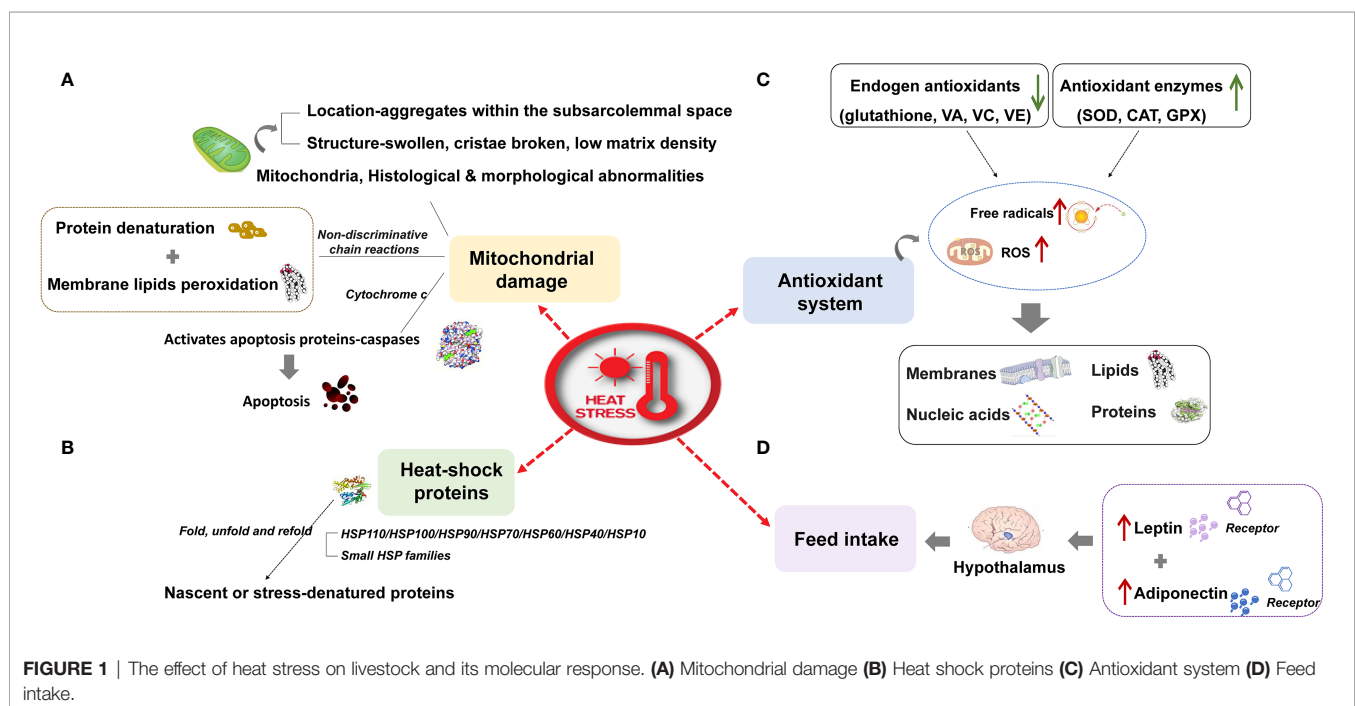 A
Location-aggregates within the subsarcolemmal space
Structure-swollen, cristae broken, low matrix density
Mitochondria, Histological & morphological abnormalities
Protein denaturation
Membrane lipids peroxidation
Non-discriminative
chain reactions
Mitochondrial
damage
Cytochrome c
Activates apoptosis proteins-caspases
Apoptosis
HEAT
STRESS
B
Heat-shock
proteins
Fold, unfold and refold
HSP110/HSP100/HSP90/HSP70/HSP60/HSP40/HSP10
Small HSP families
Nascent or stress-denatured proteins
C
Endogen antioxidants
(glutathione, VA, VC, VE)
Antioxidant enzymes
(SOD, CAT, GPX)
Free radicals
ROS
ROS
Antioxidant
system
Membranes
Lipids
Nucleic acids
Proteins
D
Feed intake
Hypothalamus
Leptin
Receptor
Adiponectin
Receptor
FIGURE 1 | The effect of heat stress on livestock and its molecular response. (A) Mitochondrial damage (B) Heat shock proteins (C) Antioxidant system (D) Feed
intake.